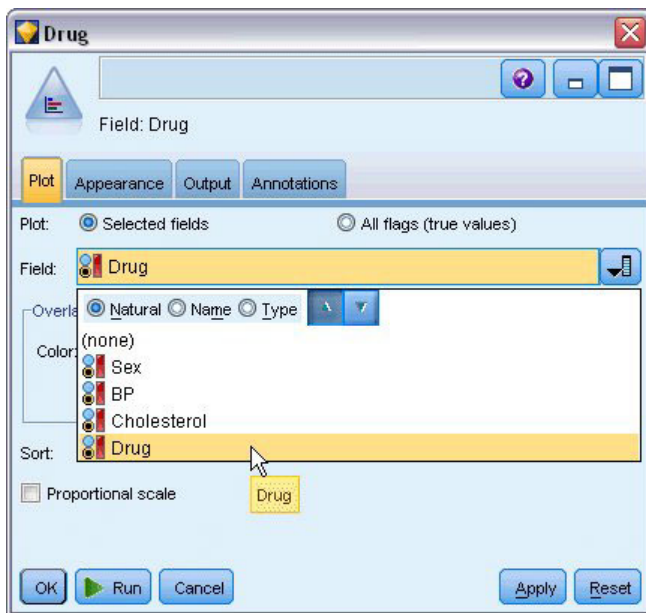 Drug
Field: Drug
Plot Appearance Output Annotations
Plot: Selected fields All flags (true values)
Field: Drug
Natural Name Type
(none)
Sex
BP
Cholesterol
Drug
Overla
Color:
Sort:
Drug
Proportional scale
OK Run Cancel Apply Reset